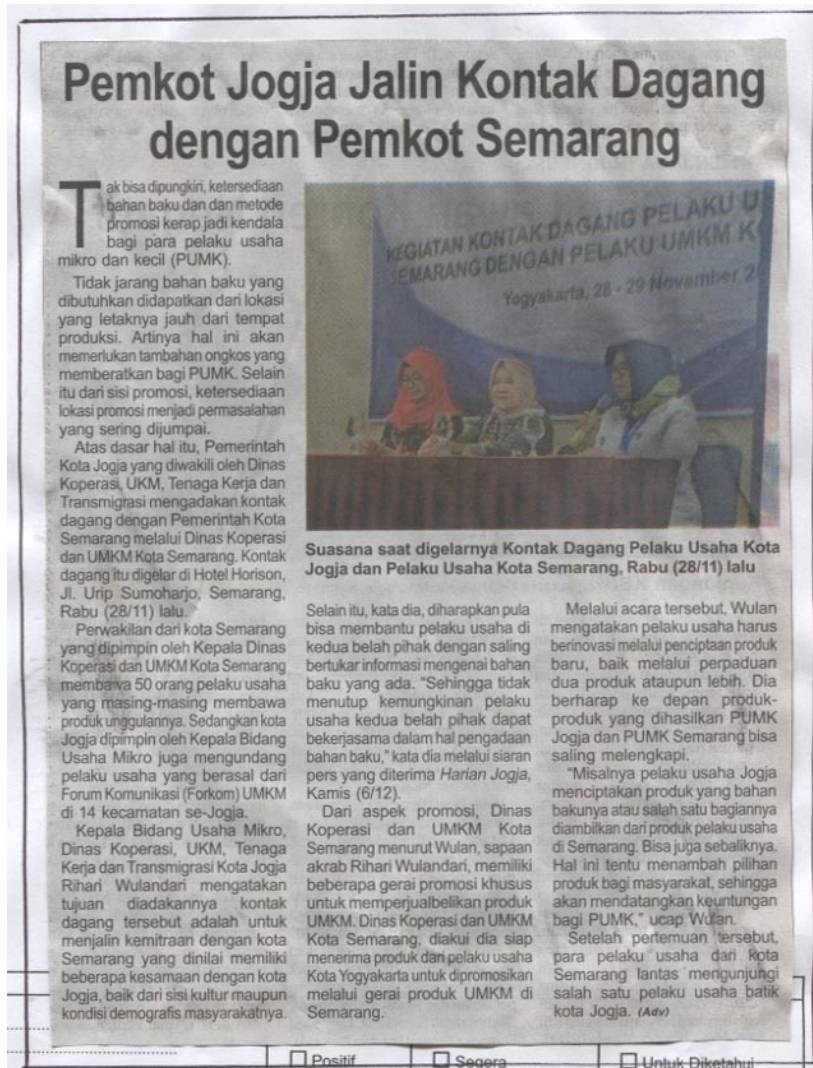 Pemkot Jogja Jalin Kontak Dagang
dengan Pemkot Semarang
Tak bisa dipungkiri, ketersediaan
bahan baku dan dan metode
promosi kerap jadi kendala
bagi para pelaku usaha
mikro dan kecil (PUMK).
Tidak jarang bahan baku yang
dibutuhkan didapatkan dari lokasi
yang letaknya jauh dari tempat
produksi. Artinya hal ini akan
memerlukan tambahan ongkos yang
memberatkan bagi PUMK. Selain
itu dari sisi promosi, ketersediaan
lokasi promosi menjadi permasalahan
yang sering dijumpai.
Atas dasar hal itu, Pemerintah
Kota Jogja yang diwakili oleh Dinas
Koperasi, UKM, Tenaga Kerja dan
Transmigrasi mengadakan kontak
dagang dengan Pemerintah Kota
Semarang melalui Dinas Koperasi
dan UMKM Kota Semarang. Kontak
dagang itu digelar di Hotel Horison,
Jl. Urip Sumoharjo, Semarang,
Rabu (28/11) lalu.
Perwakilan dari kota Semarang
yang dipimpin oleh Kepala Dinas
Koperasi dan UMKM Kota Semarang
membawa 50 orang pelaku usaha
yang masing-masing membawa
produk unggulannya. Sedangkan kota
Jogja dipimpin oleh Kepala Bidang
Usaha Mikro juga mengundang
pelaku usaha yang berasal dari
Forum Komunikasi (Forkom) UMKM
di 14 kecamatan se-Jogja.
Kepala Bidang Usaha Mikro,
Dinas Koperasi, UKM, Tenaga
Kerja dan Transmigrasi Kota Jogja
Rihari Wulandari mengatakan
tujuan diadakannya kontak
dagang tersebut adalah untuk
menjalin kemitraan dengan kota
Semarang yang dinilai memiliki
beberapa kesamaan dengan kota
Jogja, baik dari sisi kultur maupun
kondisi demografis masyarakatnya.
KEGIATAN KONTAK DAGANG PELAKU U
SEMARANG DENGAN PELAKU UMKM KO
Yogyakarta, 28 - 29 November 2
Suasana saat digelarnya Kontak Dagang Pelaku Usaha Kota
Jogja dan Pelaku Usaha Kota Semarang, Rabu (28/11) lalu
Selain itu, kata dia, diharapkan pula
bisa membantu pelaku usaha di
kedua belah pihak dengan saling
bertukar informasi mengenai bahan
baku yang ada. “Sehingga tidak
menutup kemungkinan pelaku
usaha kedua belah pihak dapat
bekerjasama dalam hal pengadaan
bahan baku,” kata dia melalui siaran
pers yang diterima Harian Jogja,
Kamis (6/12).
Dari aspek promosi, Dinas
Koperasi dan UMKM Kota
Semarang menurut Wulan, sapaan
akrab Rihari Wulandari, memiliki
beberapa gerai promosi khusus
untuk memperjualbelikan produk
UMKM. Dinas Koperasi dan UMKM
Kota Semarang, diakui dia siap
menerima produk dari pelaku usaha
Kota Yogyakarta untuk dipromosikan
melalui gerai produk UMKM di
Semarang.
Melalui acara tersebut, Wulan
mengatakan pelaku usaha harus
berinovasi melalui penciptaan produk
baru, baik melalui perpaduan
dua produk ataupun lebih. Dia
berharap ke depan produk-
produk yang dihasilkan PUMK
Jogja dan PUMK Semarang bisa
saling melengkapi.
“Misalnya pelaku usaha Jogja
menciptakan produk yang bahan
bakunya atau salah satu bagiannya
diambilkan dari produk pelaku usaha
di Semarang. Bisa juga sebaliknya.
Hal ini tentu menambah pilihan
produk bagi masyarakat, sehingga
akan mendatangkan keuntungan
bagi PUMK,” ucap Wulan.
Setelah pertemuan tersebut,
para pelaku usaha dari kota
Semarang lantas mengunjungi
salah satu pelaku usaha batik
kota Jogja. (Adv)
Positif
Segera
Untuk Diketahui